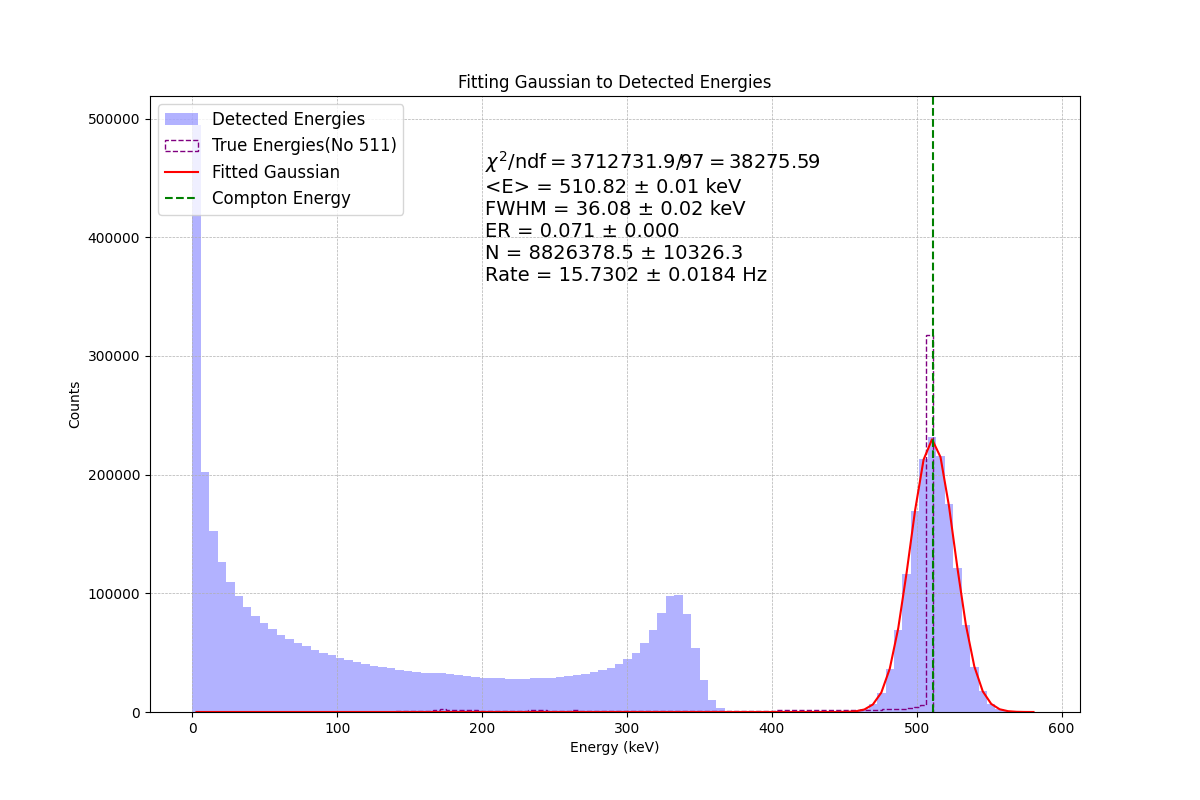 Fitting Gaussian to Detected Energies
500000
400000
300000
200000
100000
0
Counts
Detected Energies
True Energies(No 511)
Fitted Gaussian
Compton Energy
χ²/ndf = 3712731.9/97 = 38275.59
<E> = 510.82 ± 0.01 keV
FWHM = 36.08 ± 0.02 keV
ER = 0.071 ± 0.000
N = 8826378.5 ± 10326.3
Rate = 15.7302 ± 0.0184 Hz
0 100 200 300 400 500 600
Energy (keV)